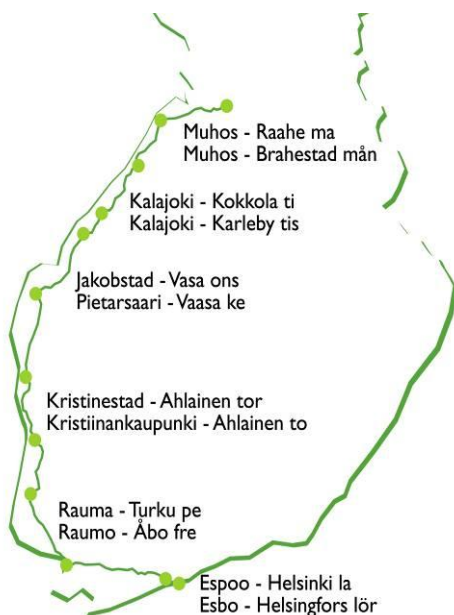 Muhos - Raahe ma
Muhos - Brahestad mån
Kalajoki - Kokkola ti
Kalajoki - Karleby tis
Jakobstad - Vasa ons
Pietarsaari - Vaasa ke
Kristinestad - Ahlainen tor
Kristiinankaupunki - Ahlainen to
Rauma - Turku pe
Raumo - Åbo fre
Espoo - Helsinki la
Esbo - Helsingfors lör